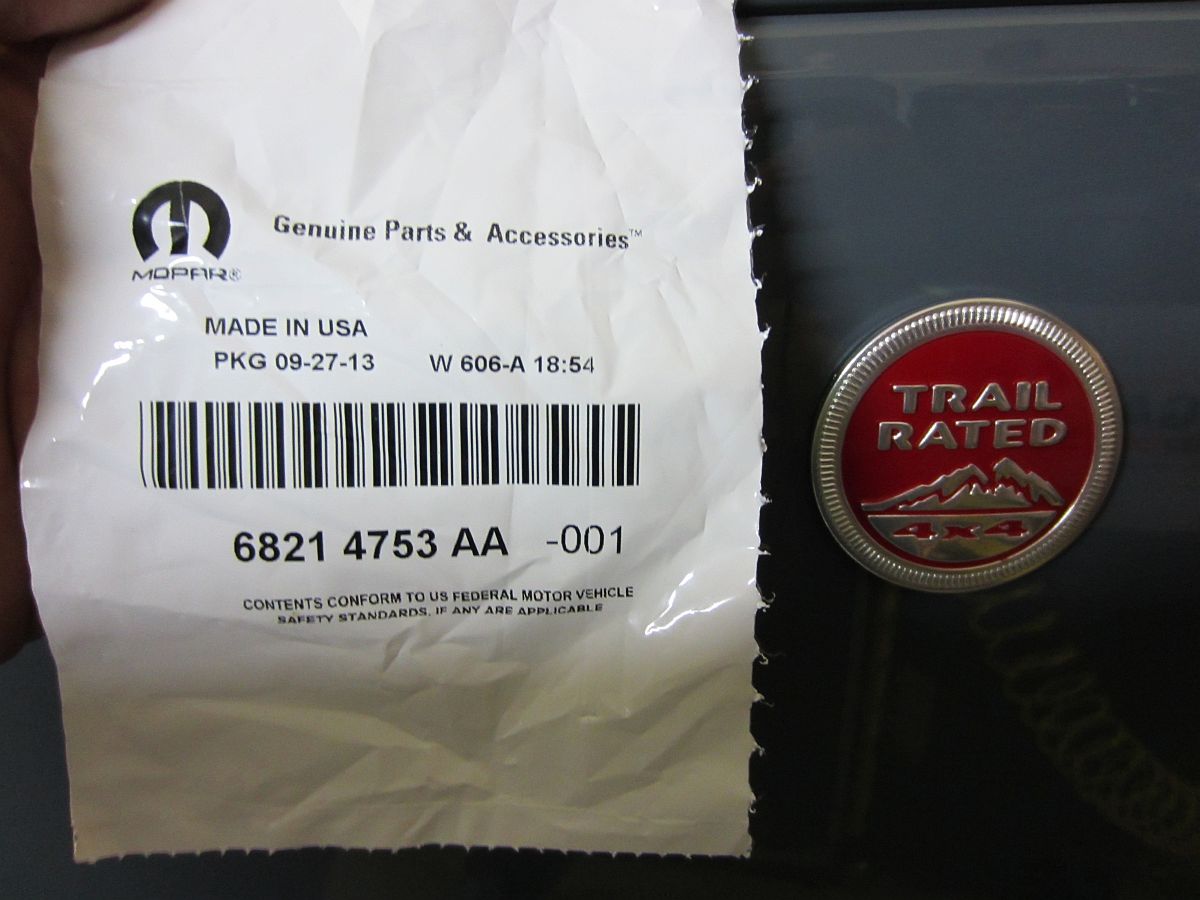 MOPAR®
Genuine Parts & Accessories™
MADE IN USA
PKG 09-27-13 W 606-A 18:54
6821 4753 AA -001
CONTENTS CONFORM TO US FEDERAL MOTOR VEHICLE
SAFETY STANDARDS, IF ANY ARE APPLICABLE
TRAIL
RATED
4x4